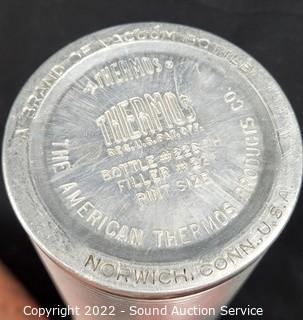 A BRAND OF VACUUM BOTTLE
"THERMOS"
THERMOS
REG. U.S. PAT. OFF.
BOTTLE #
FILLER #
PINT SIZE
THE AMERICAN THERMOS PRODUCTS CO.
NORWICH, CONN. U.S.A.
Copyright 2022 - Sound Auction Service